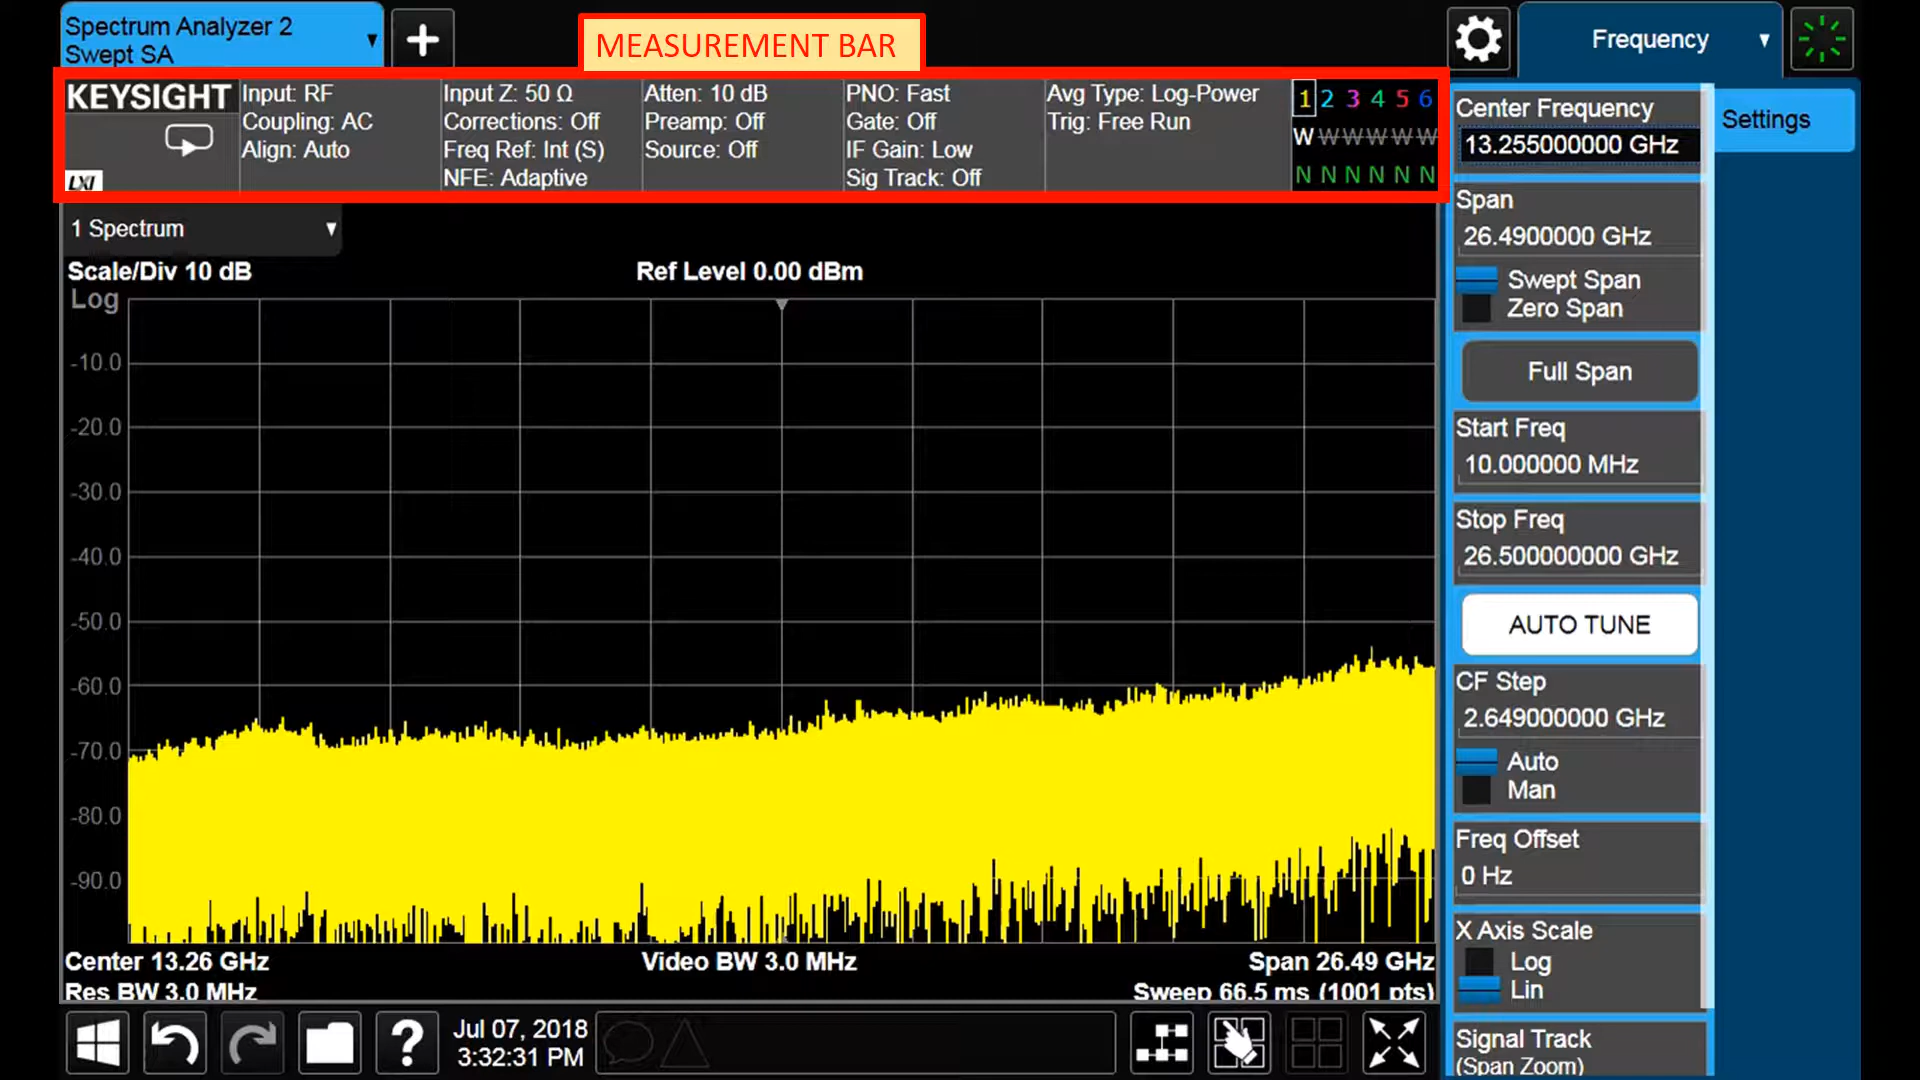 Spectrum Analyzer 2
Swept SA
MEASUREMENT BAR
Frequency
KEYSIGHT
LXI
Input: RF
Coupling: AC
Align: Auto
Input Z: 50 Ω
Corrections: Off
Freq Ref: Int (S)
NFE: Adaptive
Atten: 10 dB
Preamp: Off
Source: Off
PNO: Fast
Gate: Off
IF Gain: Low
Sig Track: Off
Avg Type: Log-Power
Trig: Free Run
1 2 3 4 5 6
W W W W W W
N N N N N N
1 Spectrum
Scale/Div 10 dB
Ref Level 0.00 dBm
Log
-10.0
-20.0
-30.0
-40.0
-50.0
-60.0
-70.0
-80.0
-90.0
Center 13.26 GHz
Video BW 3.0 MHz
Span 26.49 GHz
Res BW 3.0 MHz
Sweep 66.5 ms (1001 pts)
Center Frequency
13.255000000 GHz
Settings
Span
26.4900000 GHz
Swept Span
Zero Span
Full Span
Start Freq
10.000000 MHz
Stop Freq
26.500000000 GHz
AUTO TUNE
CF Step
2.649000000 GHz
Auto
Man
Freq Offset
0 Hz
X Axis Scale
Log
Lin
Signal Track
(Span Zoom)
?
Jul 07, 2018
3:32:31 PM